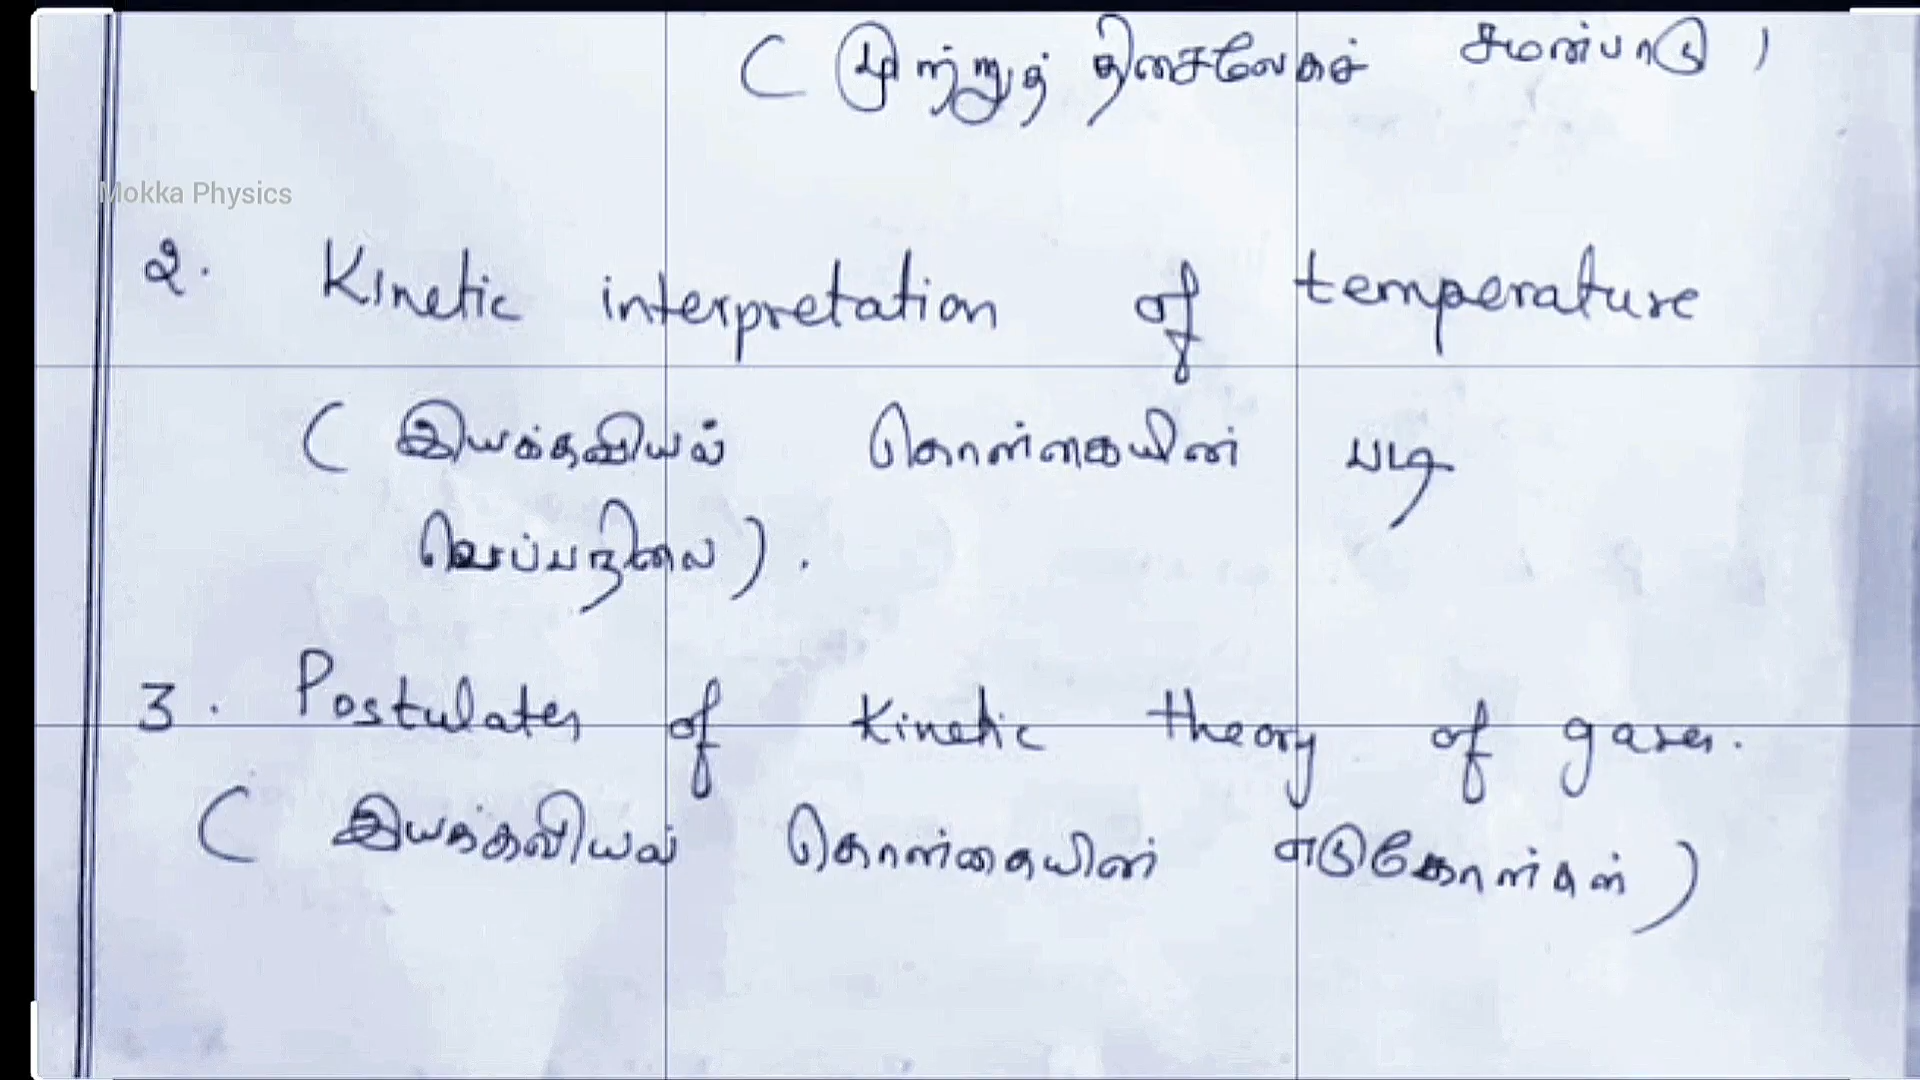 ( மூன்றுத் திசைவேகச் சமன்பாடு )
Mokka Physics
2. Kinetic interpretation of temperature
( இயக்கவியல் கொள்கையின் படி
வெப்பநிலை ) .
3 . Postulates of Kinetic theory of gases.
( இயக்கவியல் கொள்கையின் எடுகோள்கள் )